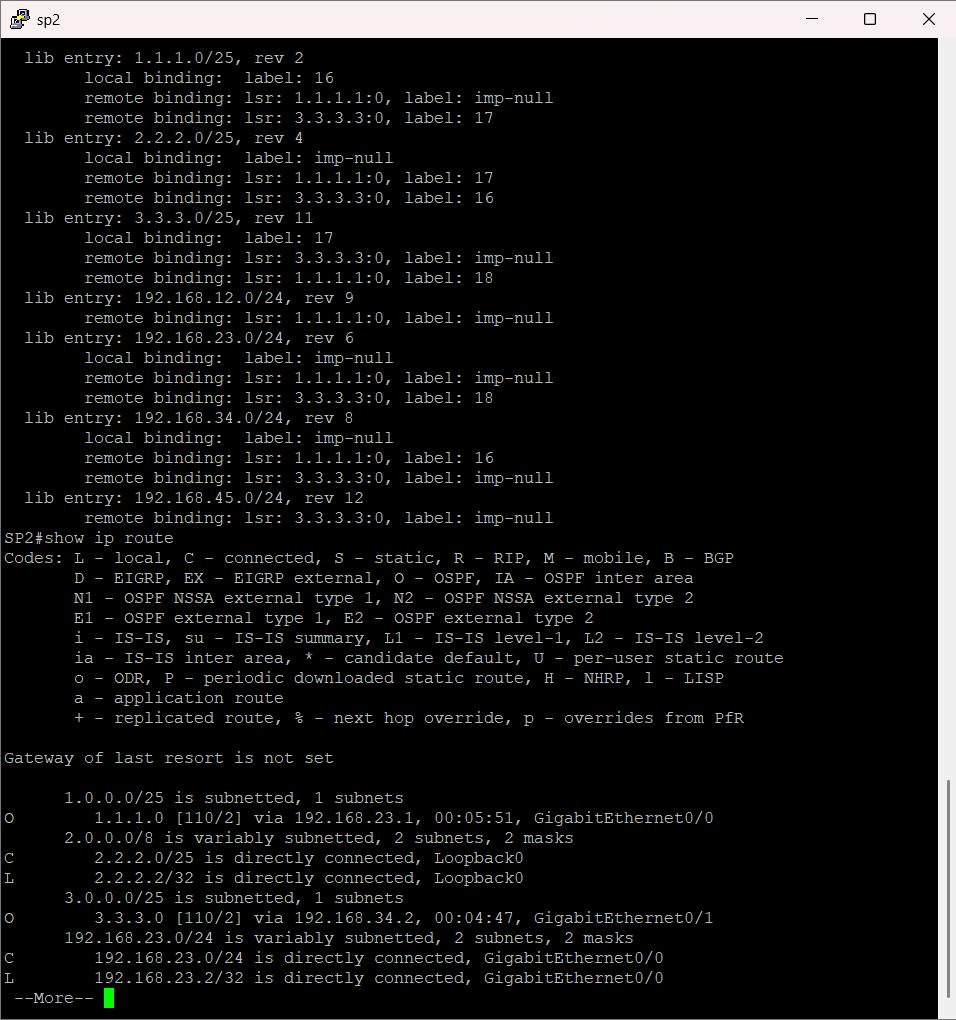 sp2
lib entry: 1.1.1.0/25, rev 2
local binding:  label: 16
remote binding: lsr: 1.1.1.1:0, label: imp-null
remote binding: lsr: 3.3.3.3:0, label: 17
lib entry: 2.2.2.0/25, rev 4
local binding:  label: imp-null
remote binding: lsr: 1.1.1.1:0, label: 17
remote binding: lsr: 3.3.3.3:0, label: 16
lib entry: 3.3.3.0/25, rev 11
local binding:  label: 17
remote binding: lsr: 3.3.3.3:0, label: imp-null
remote binding: lsr: 1.1.1.1:0, label: 18
lib entry: 192.168.12.0/24, rev 9
remote binding: lsr: 1.1.1.1:0, label: imp-null
lib entry: 192.168.23.0/24, rev 6
local binding:  label: imp-null
remote binding: lsr: 1.1.1.1:0, label: imp-null
remote binding: lsr: 3.3.3.3:0, label: 18
lib entry: 192.168.34.0/24, rev 8
local binding:  label: imp-null
remote binding: lsr: 1.1.1.1:0, label: 16
remote binding: lsr: 3.3.3.3:0, label: imp-null
lib entry: 192.168.45.0/24, rev 12
remote binding: lsr: 3.3.3.3:0, label: imp-null
SP2#show ip route
Codes: L - local, C - connected, S - static, R - RIP, M - mobile, B - BGP
D - EIGRP, EX - EIGRP external, O - OSPF, IA - OSPF inter area
N1 - OSPF NSSA external type 1, N2 - OSPF NSSA external type 2
E1 - OSPF external type 1, E2 - OSPF external type 2
i - IS-IS, su - IS-IS summary, L1 - IS-IS level-1, L2 - IS-IS level-2
ia - IS-IS inter area, * - candidate default, U - per-user static route
o - ODR, P - periodic downloaded static route, H - NHRP, l - LISP
a - application route
+ - replicated route, % - next hop override, p - overrides from PfR
Gateway of last resort is not set
1.0.0.0/25 is subnetted, 1 subnets
O        1.1.1.0 [110/2] via 192.168.23.1, 00:05:51, GigabitEthernet0/0
2.0.0.0/8 is variably subnetted, 2 subnets, 2 masks
C        2.2.2.0/25 is directly connected, Loopback0
L        2.2.2.2/32 is directly connected, Loopback0
3.0.0.0/25 is subnetted, 1 subnets
O        3.3.3.0 [110/2] via 192.168.34.2, 00:04:47, GigabitEthernet0/1
192.168.23.0/24 is variably subnetted, 2 subnets, 2 masks
C        192.168.23.0/24 is directly connected, GigabitEthernet0/0
L        192.168.23.2/32 is directly connected, GigabitEthernet0/0
--More--